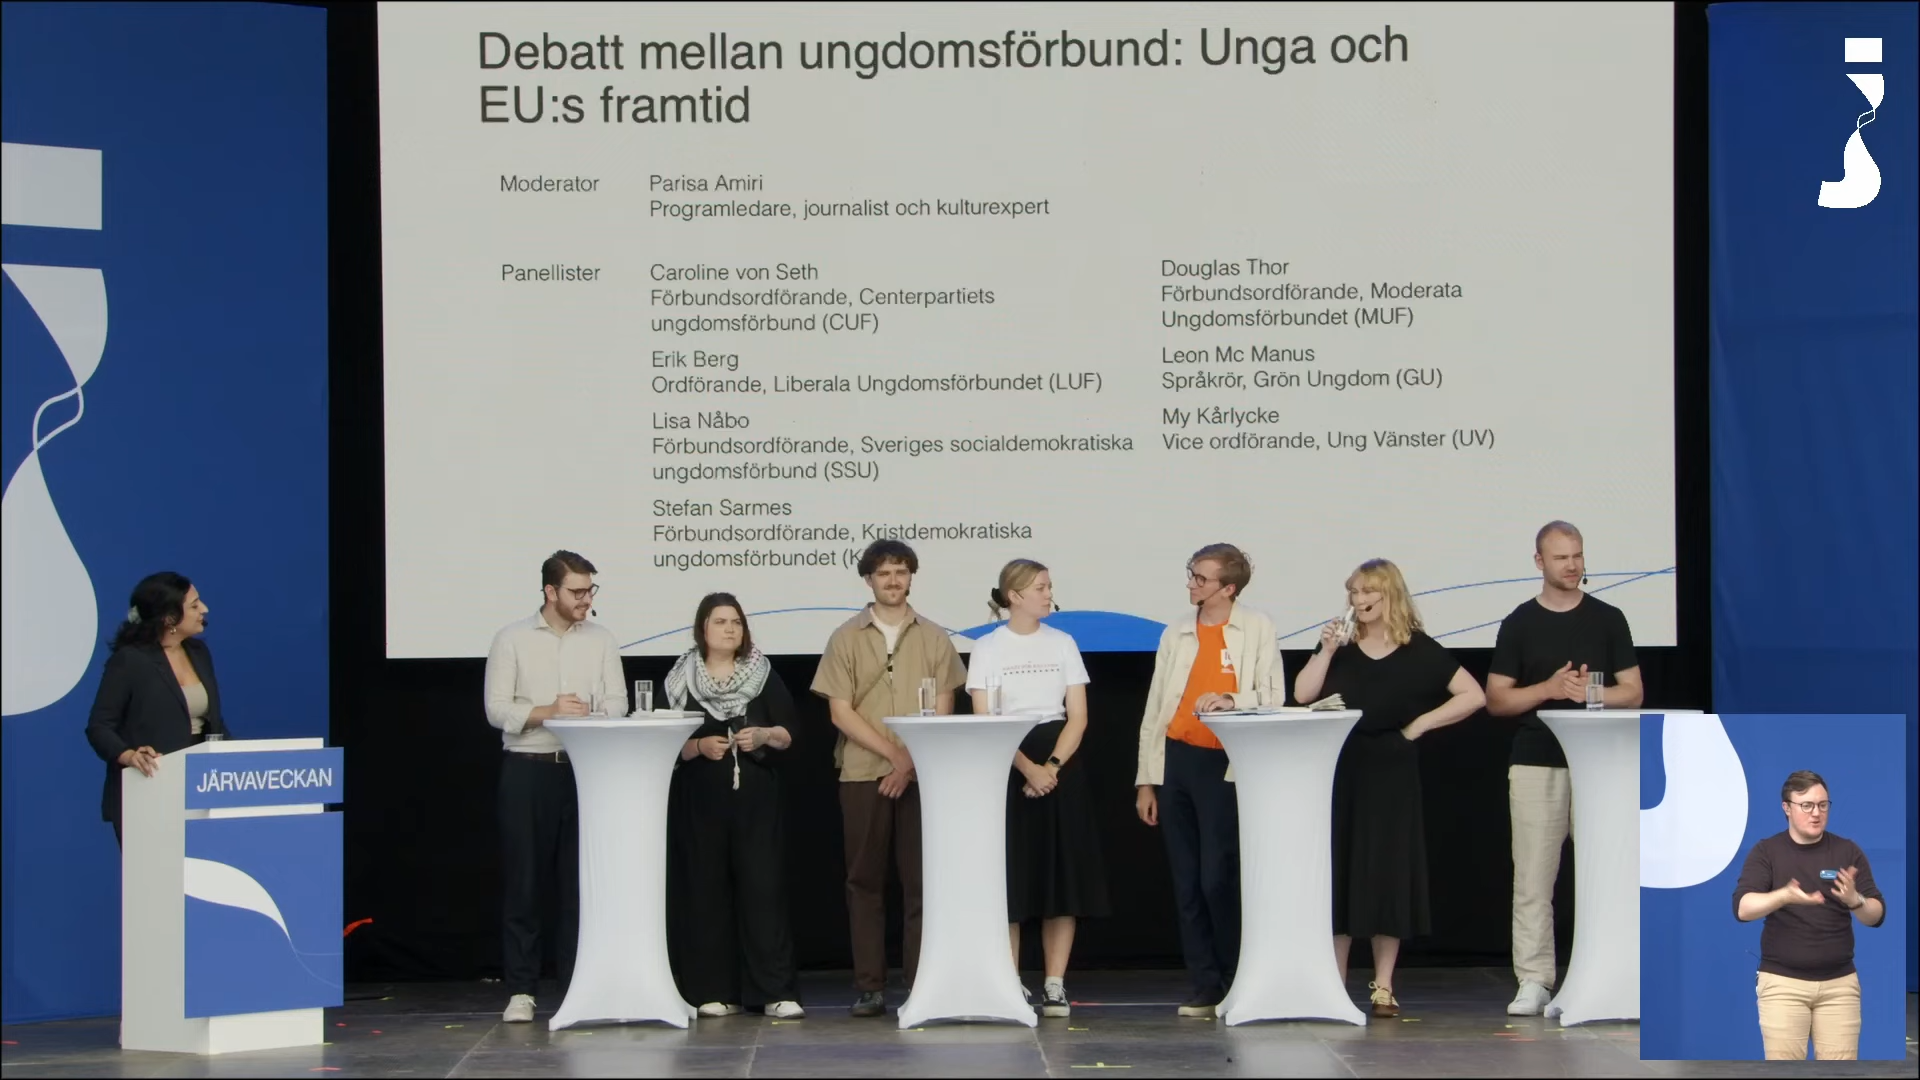 Debatt mellan ungdomsförbund: Unga och
EU:s framtid
Moderator
Parisa Amiri
Programledare, journalist och kulturexpert
Panellister
Caroline von Seth
Förbundsordförande, Centerpartiets
ungdomsförbund (CUF)
Erik Berg
Ordförande, Liberala Ungdomsförbundet (LUF)
Lisa Nåbo
Förbundsordförande, Sveriges socialdemokratiska
ungdomsförbund (SSU)
Stefan Sarmes
Förbundsordförande, Kristdemokratiska
ungdomsförbundet (K
Douglas Thor
Förbundsordförande, Moderata
Ungdomsförbundet (MUF)
Leon Mc Manus
Språkrör, Grön Ungdom (GU)
My Kårlycke
Vice ordförande, Ung Vänster (UV)
JÄRVAVECKAN